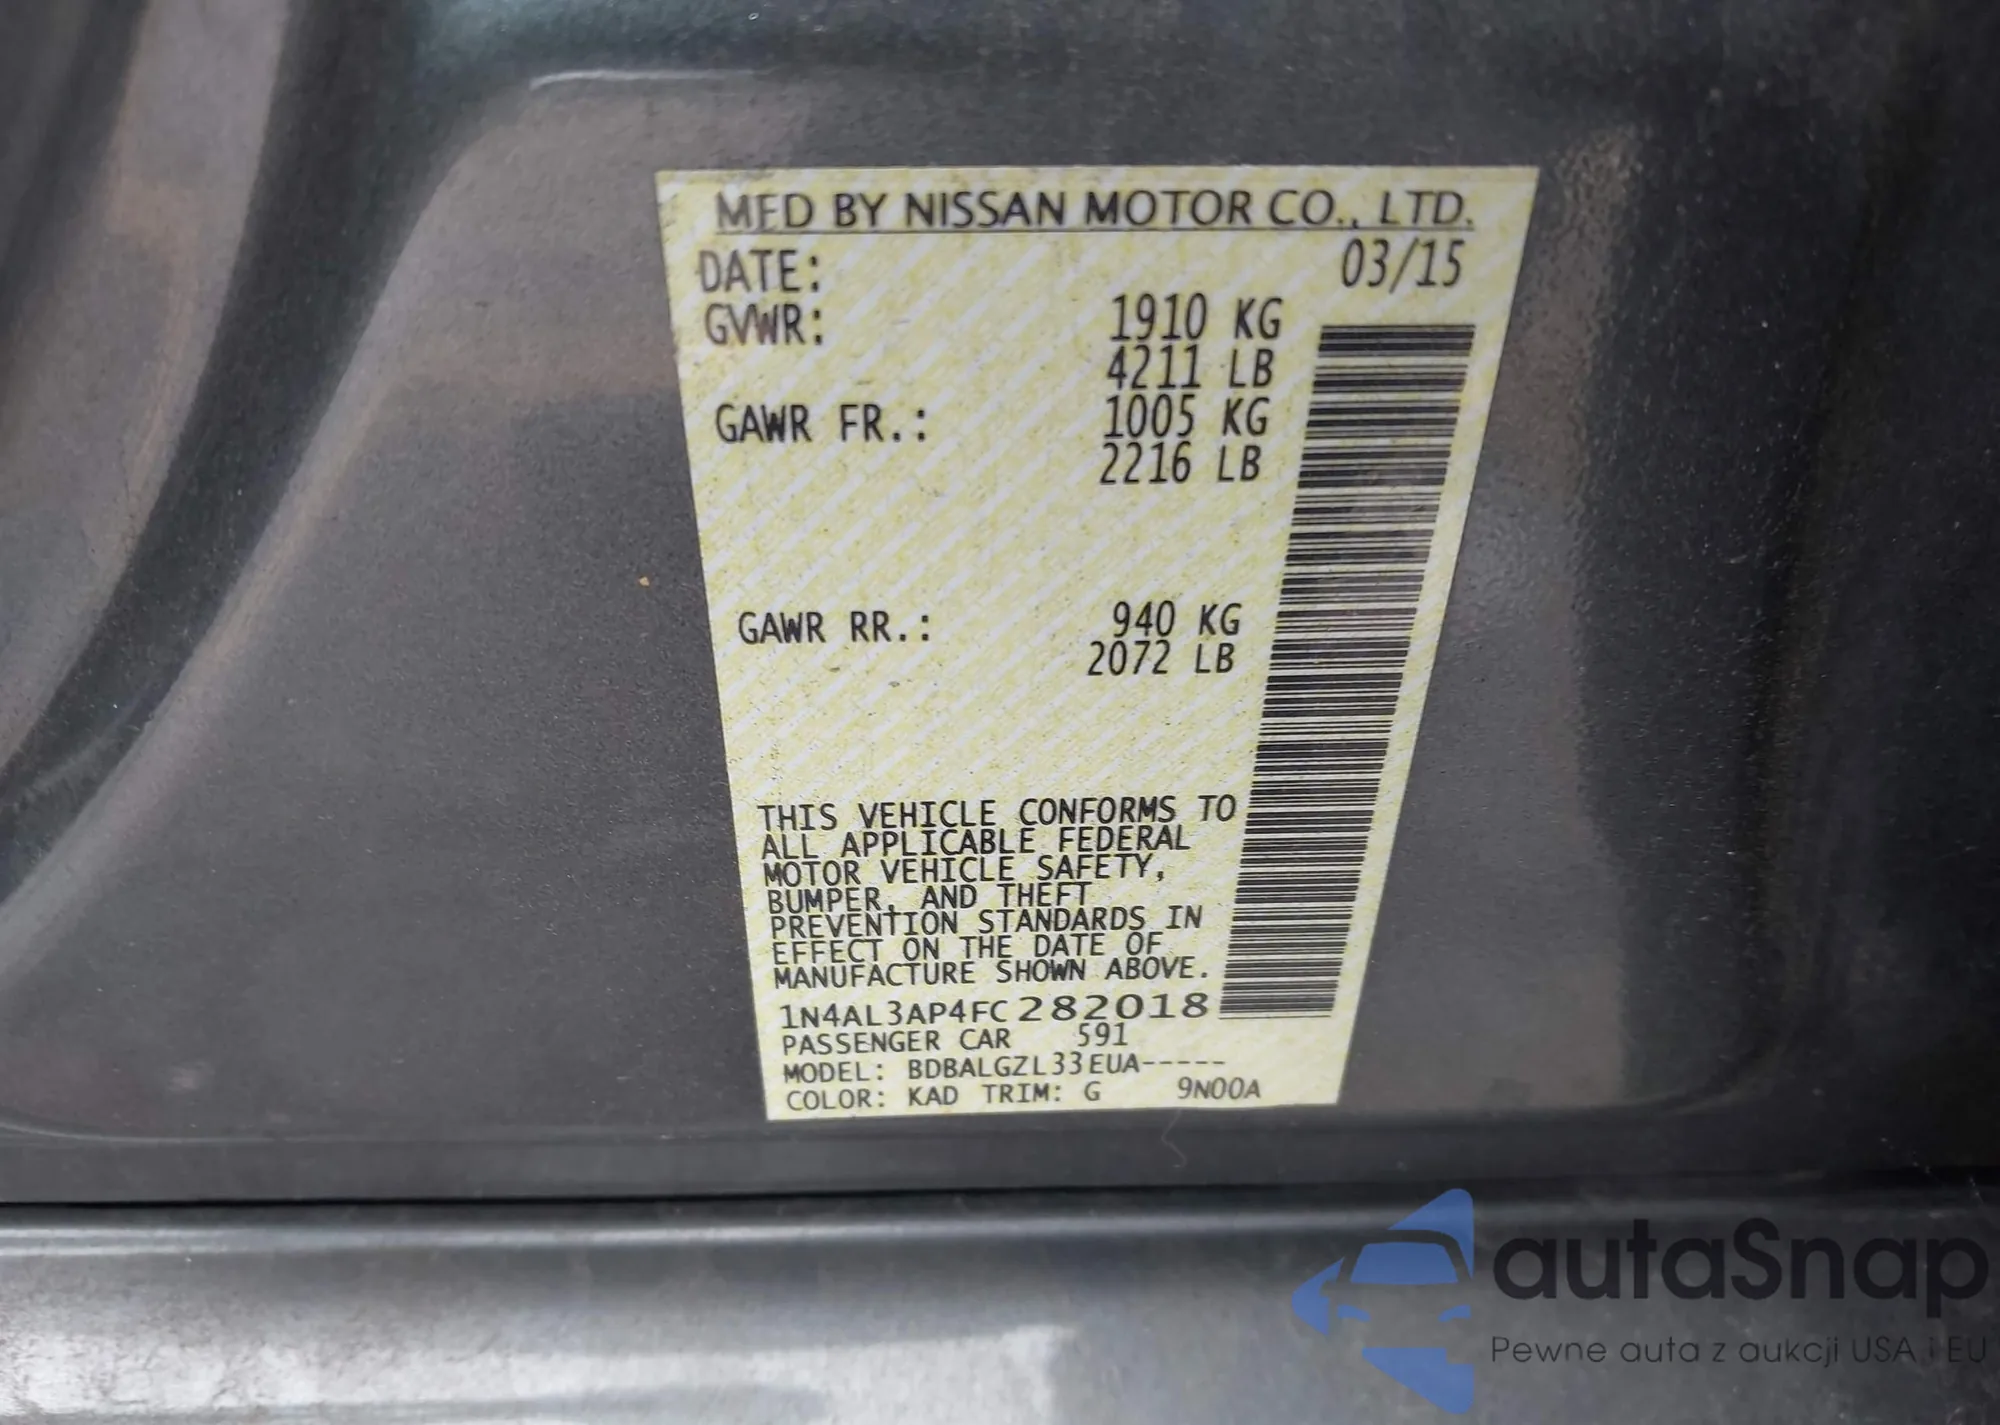 MFD BY NISSAN MOTOR CO., LTD.
DATE: 03/15
GVWR: 1910 KG
4211 LB
GAWR FR.: 1005 KG
2216 LB
GAWR RR.: 940 KG
2072 LB
THIS VEHICLE CONFORMS TO
ALL APPLICABLE FEDERAL
MOTOR VEHICLE SAFETY,
BUMPER, AND THEFT
PREVENTION STANDARDS IN
EFFECT ON THE DATE OF
MANUFACTURE SHOWN ABOVE.
1N4AL3AP4FC282018
PASSENGER CAR 591
MODEL: BDBALGZL33EUA-----
COLOR: KAD TRIM: G 9N00A
autaSnap
Pewne auta z aukcji USA i EU